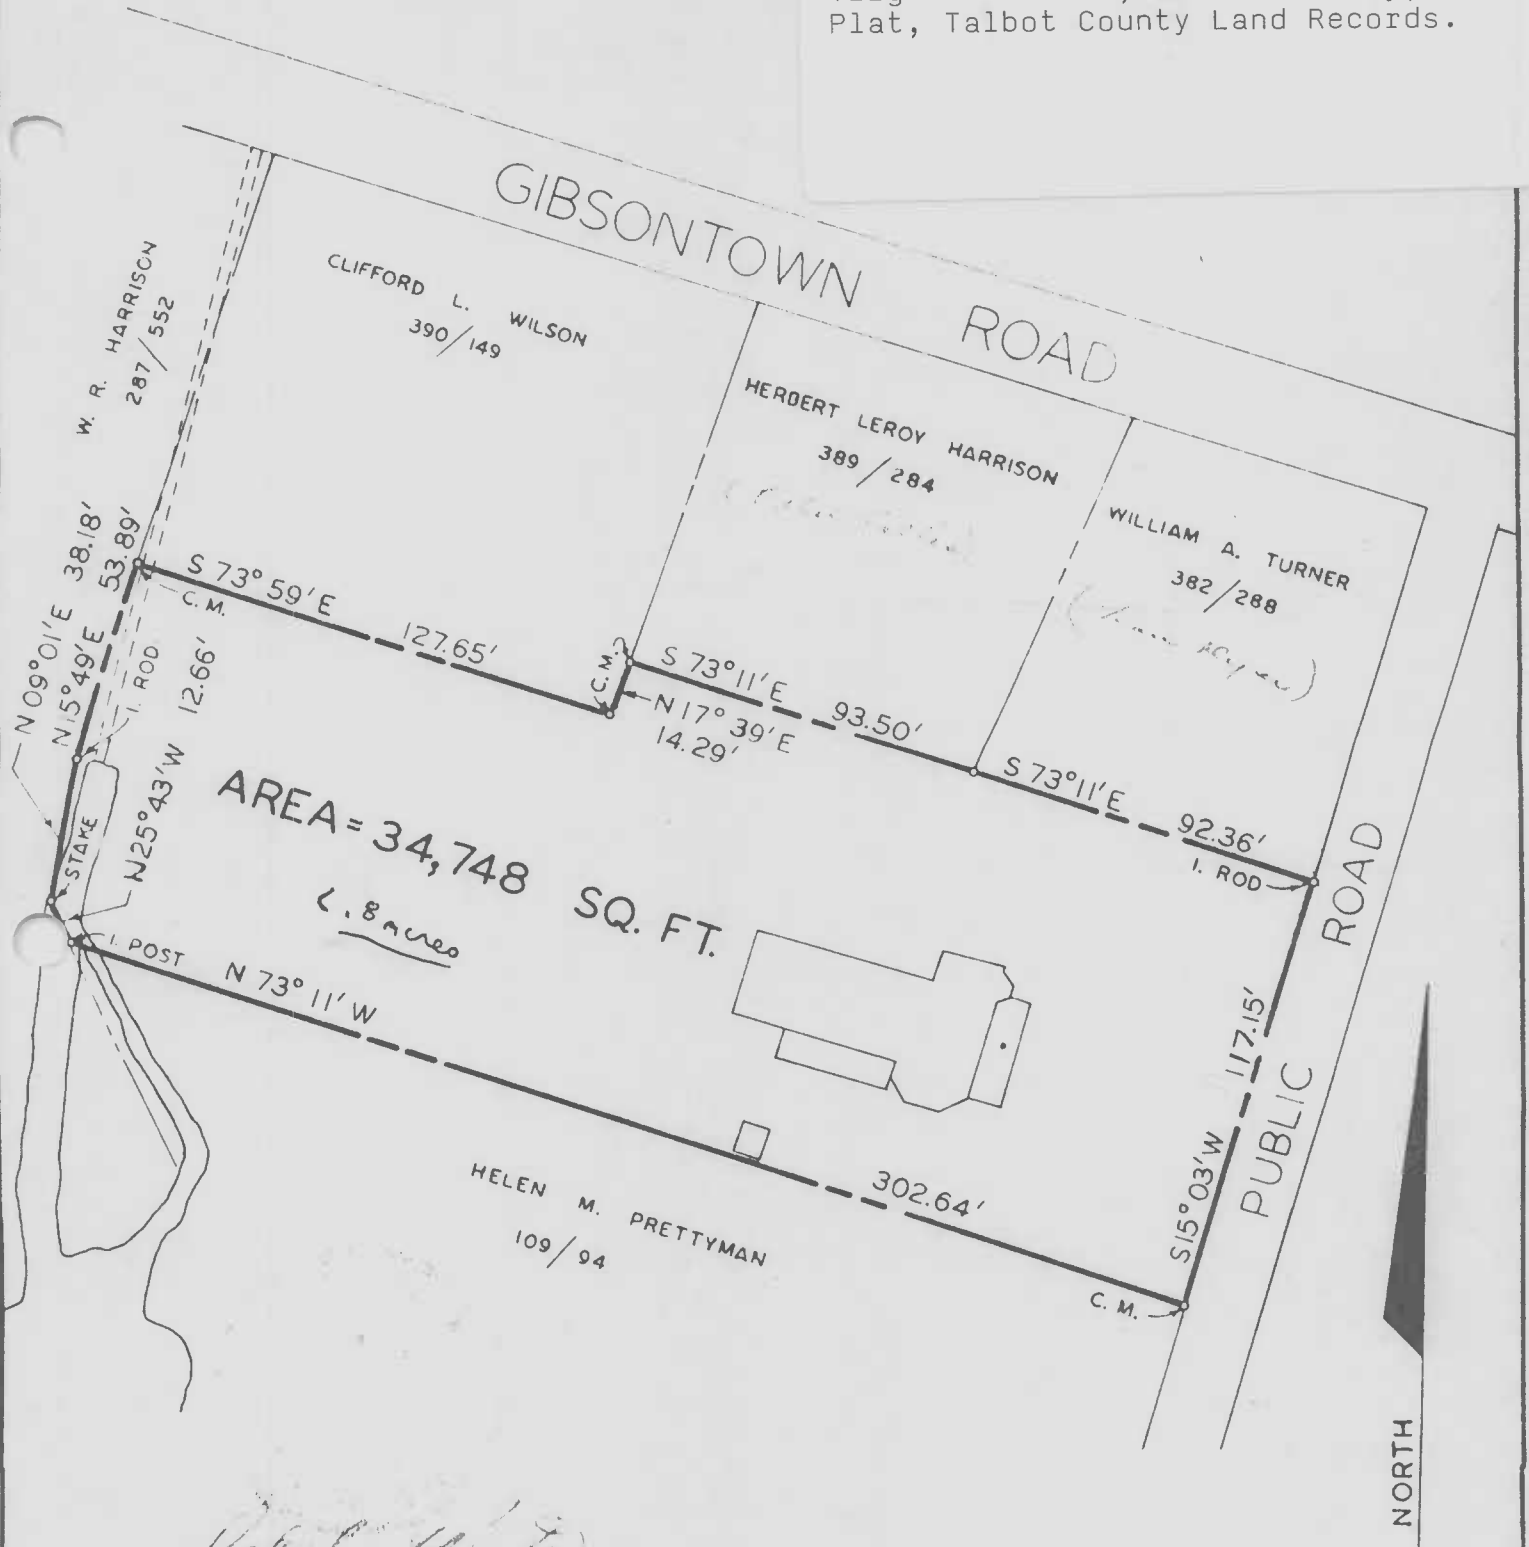 Plat, Talbot County Land Records.
GIBSONTOWN ROAD
W. R. HARRISON
287/552
CLIFFORD L. WILSON
390/149
HERBERT LEROY HARRISON
389/284
WILLIAM A. TURNER
382/288
N 09°01'E 38.18'
N 15°49'E 53.89'
S 73°59'E 127.65'
C. M.
I. ROD
C. M.
N 17°39'E
14.29'
S 73°11'E 93.50'
S 73°11'E 92.36'
I. ROD
N 25°43'W 12.66'
STAKE
AREA = 34,748 SQ. FT.
.8 acres
I. POST
N 73°11'W 302.64'
S 15°03'W 117.15'
PUBLIC ROAD
HELEN M. PRETTYMAN
109/94
C. M.
NORTH